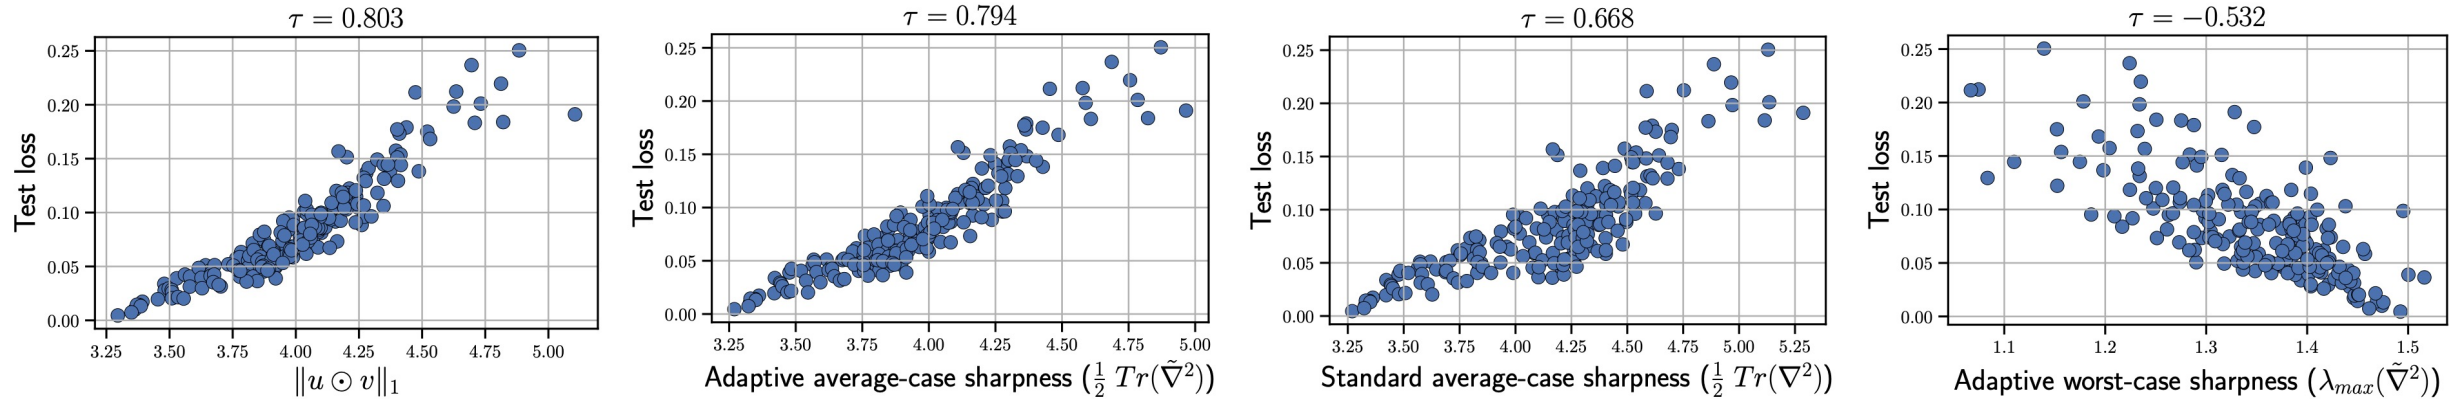 τ = 0.803
Test loss
0.25
0.20
0.15
0.10
0.05
0.00
3.25 3.50 3.75 4.00 4.25 4.50 4.75 5.00
∥u ⊙ v∥₁
τ = 0.794
Test loss
0.25
0.20
0.15
0.10
0.05
0.00
3.25 3.50 3.75 4.00 4.25 4.50 4.75 5.00
Adaptive average-case sharpness (½ Tr(∇̃²))
τ = 0.668
Test loss
0.25
0.20
0.15
0.10
0.05
0.00
3.25 3.50 3.75 4.00 4.25 4.50 4.75 5.00 5.25
Standard average-case sharpness (½ Tr(∇²))
τ = −0.532
Test loss
0.25
0.20
0.15
0.10
0.05
0.00
1.1 1.2 1.3 1.4 1.5
Adaptive worst-case sharpness (λmax(∇̃²))